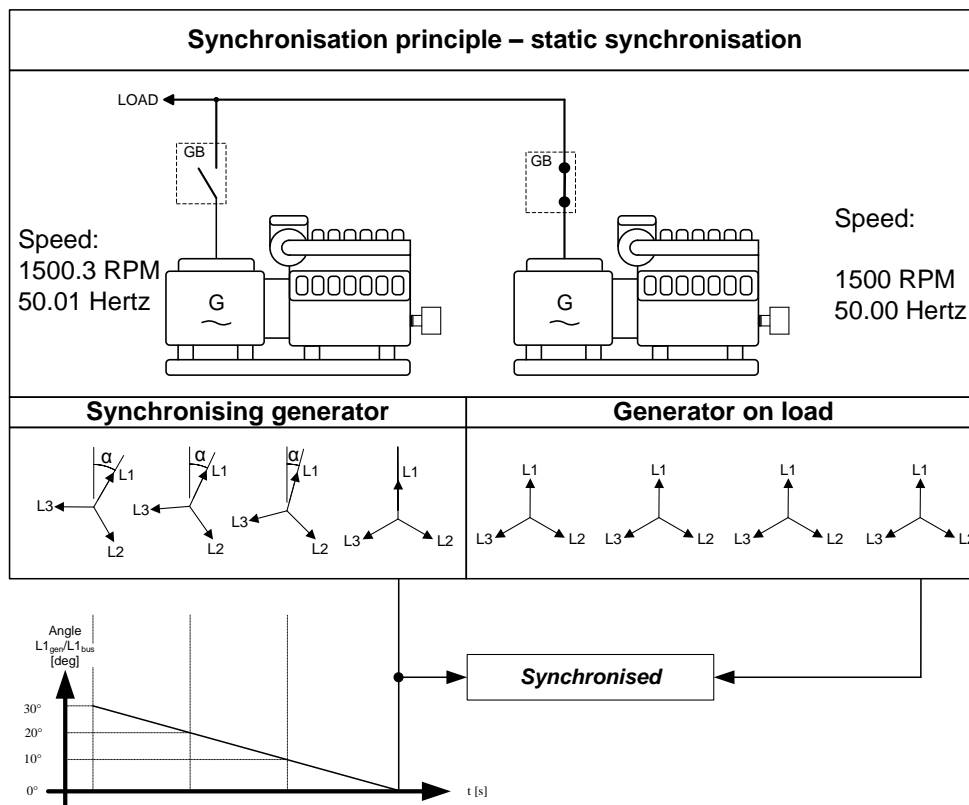 Synchronisation principle – static synchronisation
LOAD
GB
GB
Speed:
1500.3 RPM
50.01 Hertz
Speed:
1500 RPM
50.00 Hertz
G
G
Synchronising generator
Generator on load
α
L1
L2
L3
α
L1
L2
L3
α
L1
L2
L3
L1
L2
L3
L1
L2
L3
L1
L2
L3
L1
L2
L3
L1
L2
L3
Angle
L1gen/L1bus
[deg]
30°
20°
10°
0°
t [s]
Synchronised